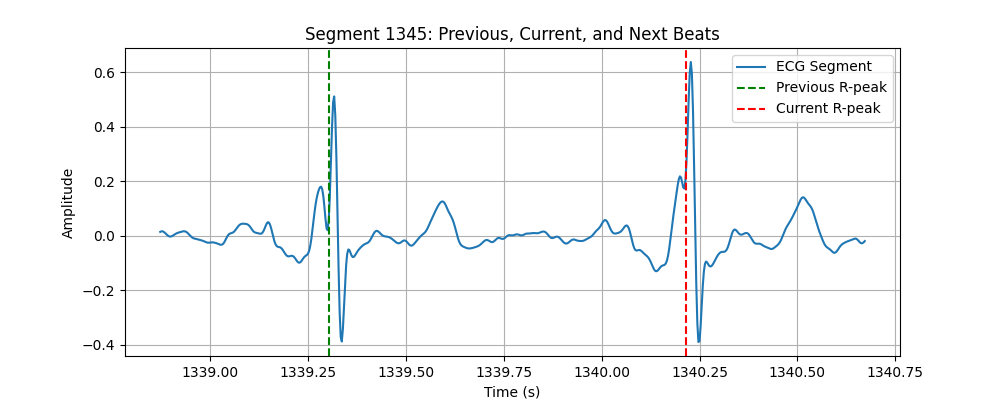 Segment 1345: Previous, Current, and Next Beats
ECG Segment
Previous R-peak
Current R-peak
Amplitude
0.6
0.4
0.2
0.0
−0.2
−0.4
1339.00 1339.25 1339.50 1339.75 1340.00 1340.25 1340.50 1340.75
Time (s)